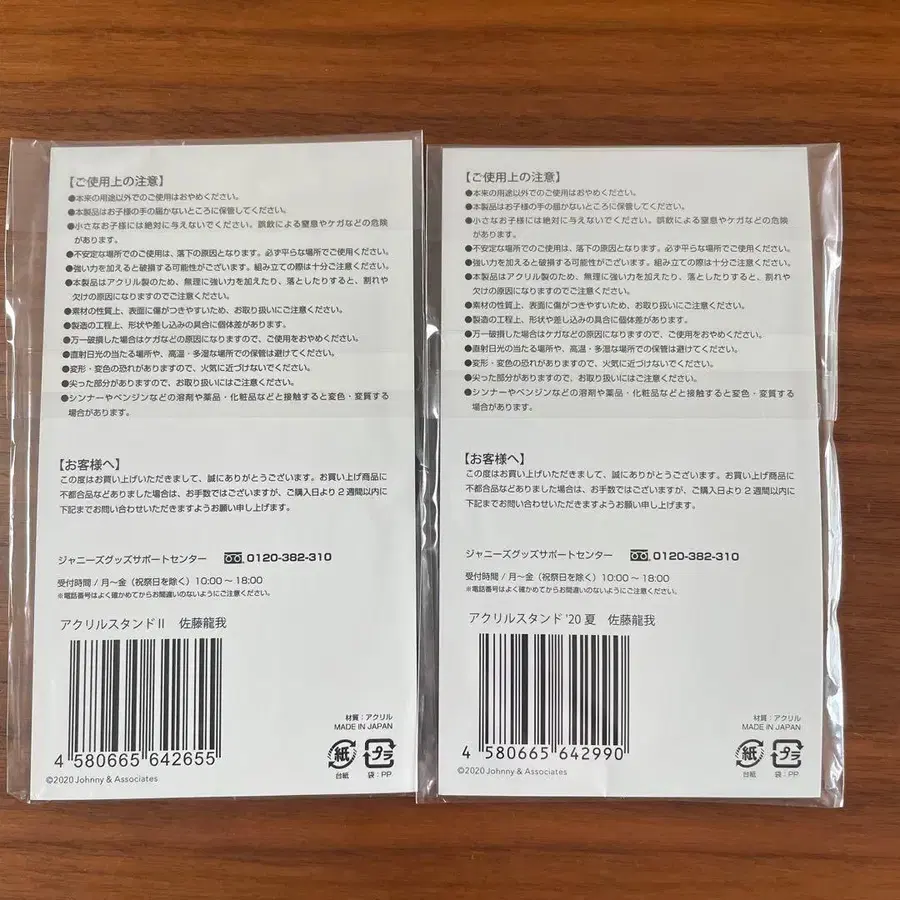 【ご使用上の注意】
●本来の用途以外でのご使用はおやめください。
●本製品はお子様の手の届かないところに保管してください。
●小さなお子様には絶対に与えないでください。誤飲による窒息やケガなどの危険
があります。
●不安定な場所でのご使用は、落下の原因となります。必ず平らな場所でご使用ください。
●強い力を加えると破損する可能性がございます。組み立ての際は十分ご注意ください。
●本製品はアクリル製のため、無理に強い力を加えたり、落としたりすると、割れや
欠けの原因になりますのでご注意ください。
●素材の性質上、表面に傷がつきやすいため、お取り扱いにご注意ください。
●製造の工程上、形状や差し込みの具合に個体差があります。
●万一破損した場合はケガなどの原因になりますので、ご使用をおやめください。
●直射日光の当たる場所や、高温・多湿な場所での保管は避けてください。
●変形・変色の恐れがありますので、火気に近づけないでください。
●尖った部分がありますので、お取り扱いにはご注意ください。
●シンナーやベンジンなどの溶剤や薬品・化粧品などと接触すると変色・変質する
場合があります。
【お客様へ】
この度はお買い上げいただきまして、誠にありがとうございます。お買い上げ商品に
不都合品などありました場合は、お手数ではございますが、ご購入日より2週間以内に
下記までお問い合わせいただきますようお願い申し上げます。
ジャニーズグッズサポートセンター 0120-382-310
受付時間/月〜金（祝祭日を除く）10:00〜18:00
※電話番号はよく確かめてからお間違いのないようにご注意ください。
アクリルスタンドⅡ 佐藤龍我
4 580665 642655
材質：アクリル
MADE IN JAPAN
紙 プラ
台紙 袋：PP
©2020 Johnny & Associates
【ご使用上の注意】
●本来の用途以外でのご使用はおやめください。
●本製品はお子様の手の届かないところに保管してください。
●小さなお子様には絶対に与えないでください。誤飲による窒息やケガなどの危険
があります。
●不安定な場所でのご使用は、落下の原因となります。必ず平らな場所でご使用ください。
●強い力を加えると破損する可能性がございます。組み立ての際は十分ご注意ください。
●本製品はアクリル製のため、無理に強い力を加えたり、落としたりすると、割れや
欠けの原因になりますのでご注意ください。
●素材の性質上、表面に傷がつきやすいため、お取り扱いにご注意ください。
●製造の工程上、形状や差し込みの具合に個体差があります。
●万一破損した場合はケガなどの原因になりますので、ご使用をおやめください。
●直射日光の当たる場所や、高温・多湿な場所での保管は避けてください。
●変形・変色の恐れがありますので、火気に近づけないでください。
●尖った部分がありますので、お取り扱いにはご注意ください。
●シンナーやベンジンなどの溶剤や薬品・化粧品などと接触すると変色・変質する
場合があります。
【お客様へ】
この度はお買い上げいただきまして、誠にありがとうございます。お買い上げ商品に
不都合品などありました場合は、お手数ではございますが、ご購入日より2週間以内に
下記までお問い合わせいただきますようお願い申し上げます。
ジャニーズグッズサポートセンター 0120-382-310
受付時間/月〜金（祝祭日を除く）10:00〜18:00
※電話番号はよく確かめてからお間違いのないようにご注意ください。
アクリルスタンド'20夏 佐藤龍我
4 580665 642990
材質：アクリル
MADE IN JAPAN
紙 プラ
台紙 袋：PP
©2020 Johnny & Associates